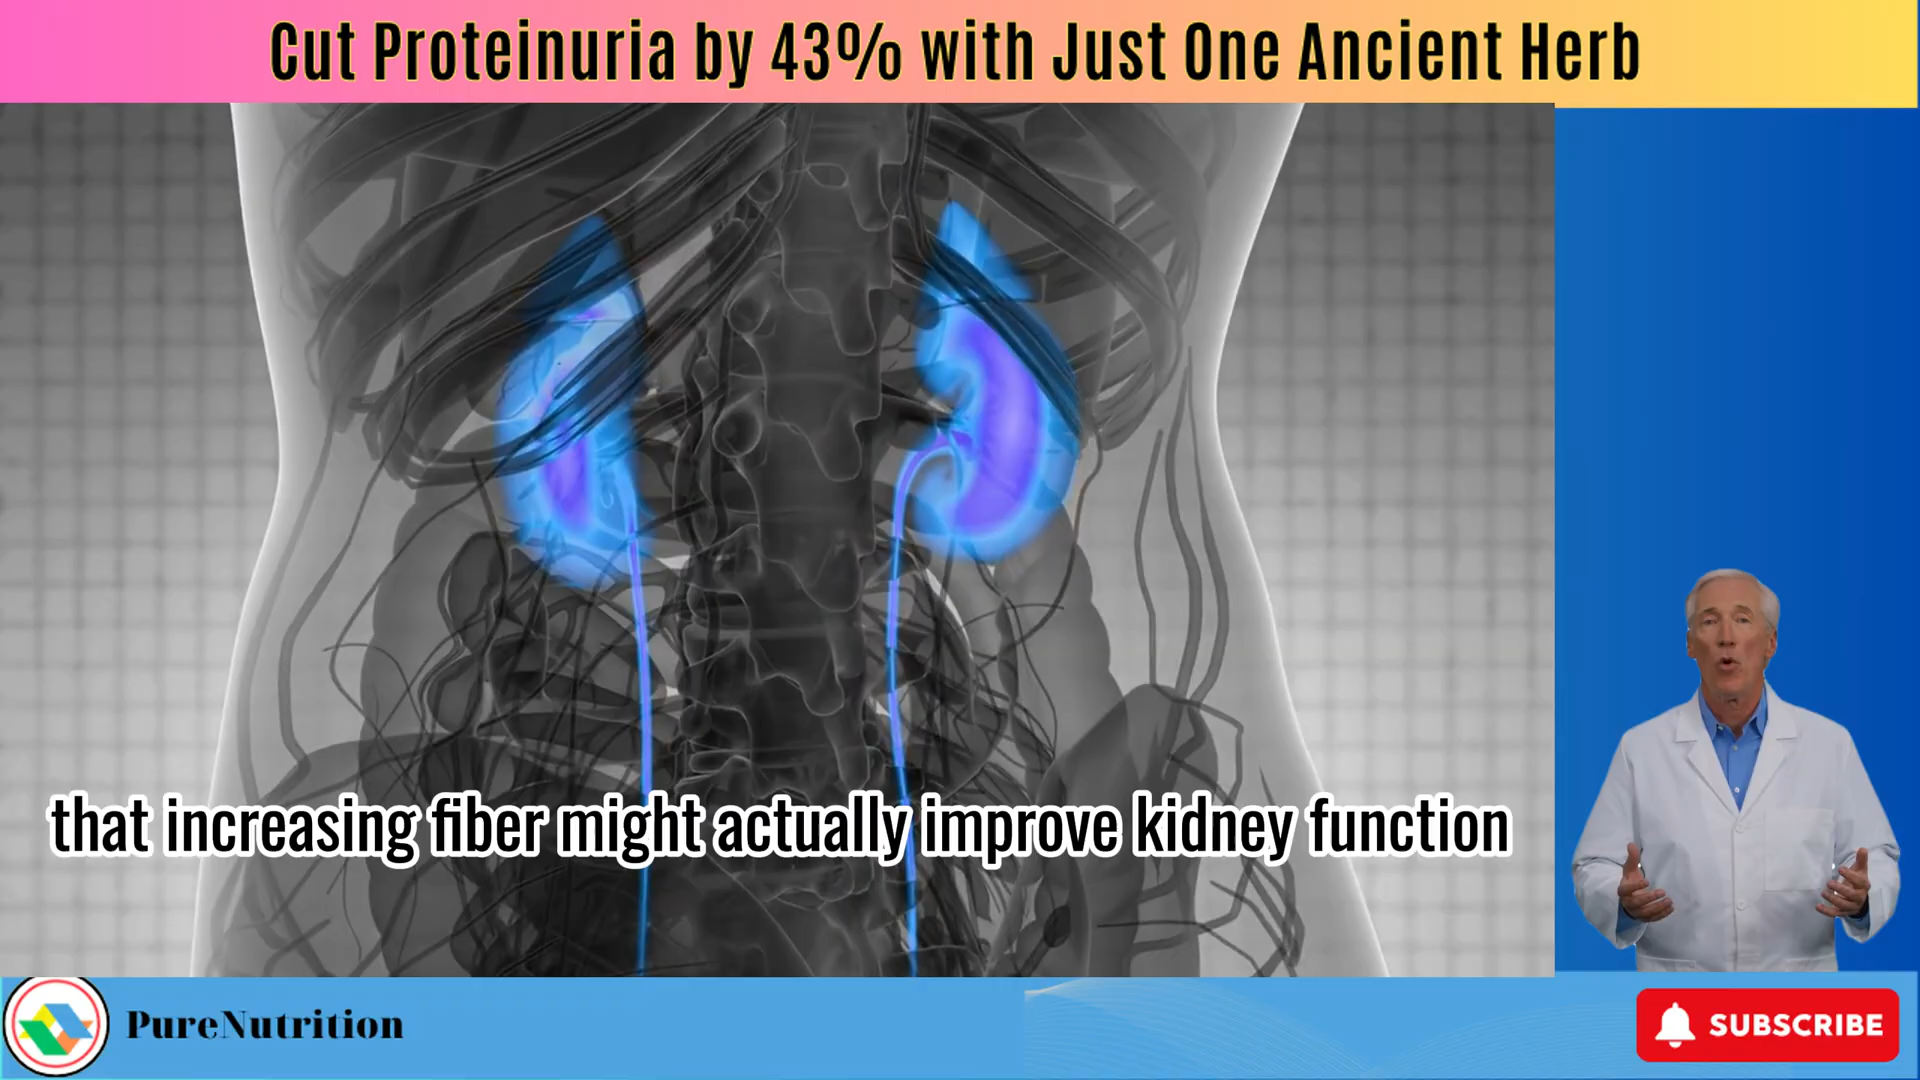 Cut Proteinuria by 43% with Just One Ancient Herb
that increasing fiber might actually improve kidney function
PureNutrition
SUBSCRIBE